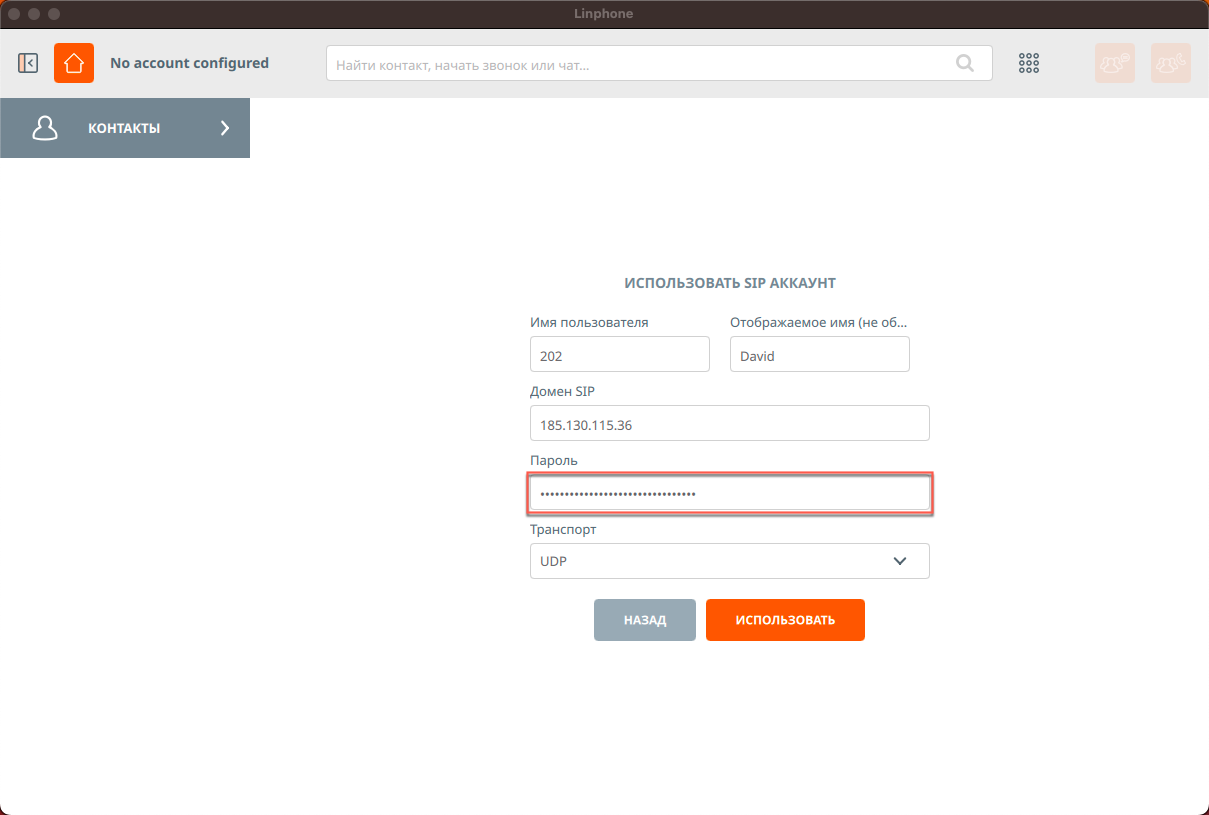 Linphone
No account configured
Найти контакт, начать звонок или чат...
КОНТАКТЫ
ИСПОЛЬЗОВАТЬ SIP АККАУНТ
Имя пользователя
Отображаемое имя (не об...
202
David
Домен SIP
185.130.115.36
Пароль
••••••••••••••••••••••••••••••••
Транспорт
UDP
НАЗАД
ИСПОЛЬЗОВАТЬ